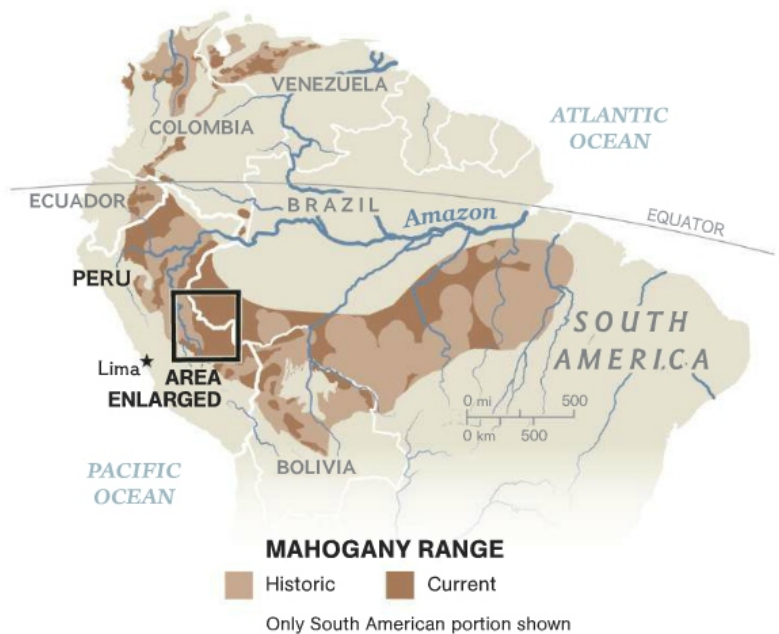 VENEZUELA
COLOMBIA
ATLANTIC
OCEAN
ECUADOR
BRAZIL
Amazon
EQUATOR
PERU
SOUTH
AMERICA
Lima
AREA
ENLARGED
0 mi 500
0 km 500
PACIFIC
OCEAN
BOLIVIA
MAHOGANY RANGE
Historic Current
Only South American portion shown